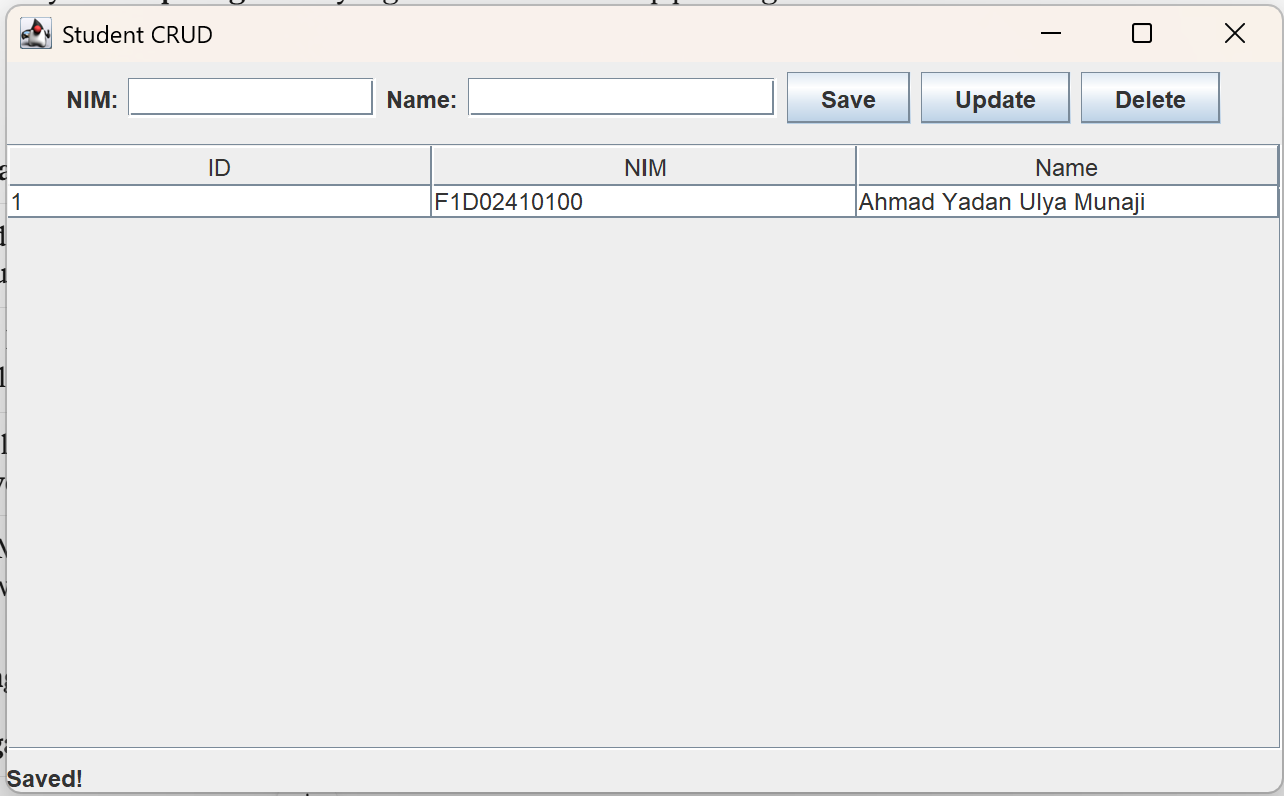 Student CRUD
NIM: Name: Save Update Delete
ID NIM Name
1 F1D02410100 Ahmad Yadan Ulya Munaji
Saved!